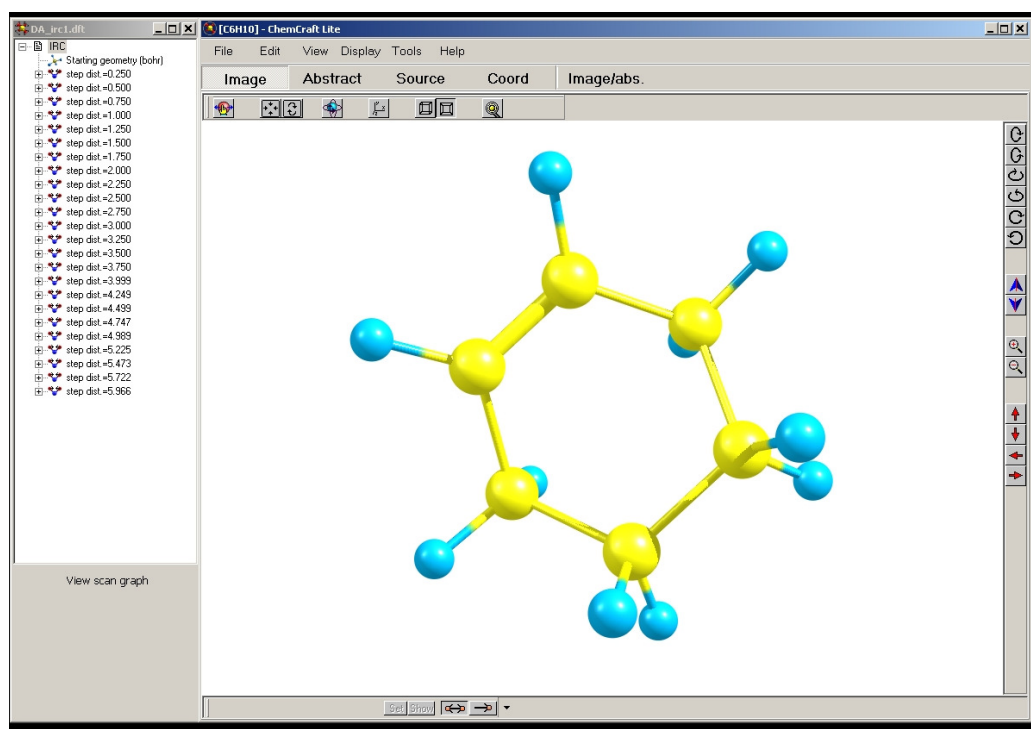 DA_irc1.dft
IRC
Starting geometry (bohr)
step dist.=0.250
step dist.=0.500
step dist.=0.750
step dist.=1.000
step dist.=1.250
step dist.=1.500
step dist.=1.750
step dist.=2.000
step dist.=2.250
step dist.=2.500
step dist.=2.750
step dist.=3.000
step dist.=3.250
step dist.=3.500
step dist.=3.750
step dist.=3.999
step dist.=4.249
step dist.=4.499
step dist.=4.747
step dist.=4.989
step dist.=5.225
step dist.=5.473
step dist.=5.722
step dist.=5.966
View scan graph
[C6H10] - ChemCraft Lite
File Edit View Display Tools Help
Image Abstract Source Coord Image/abs.
Set Show